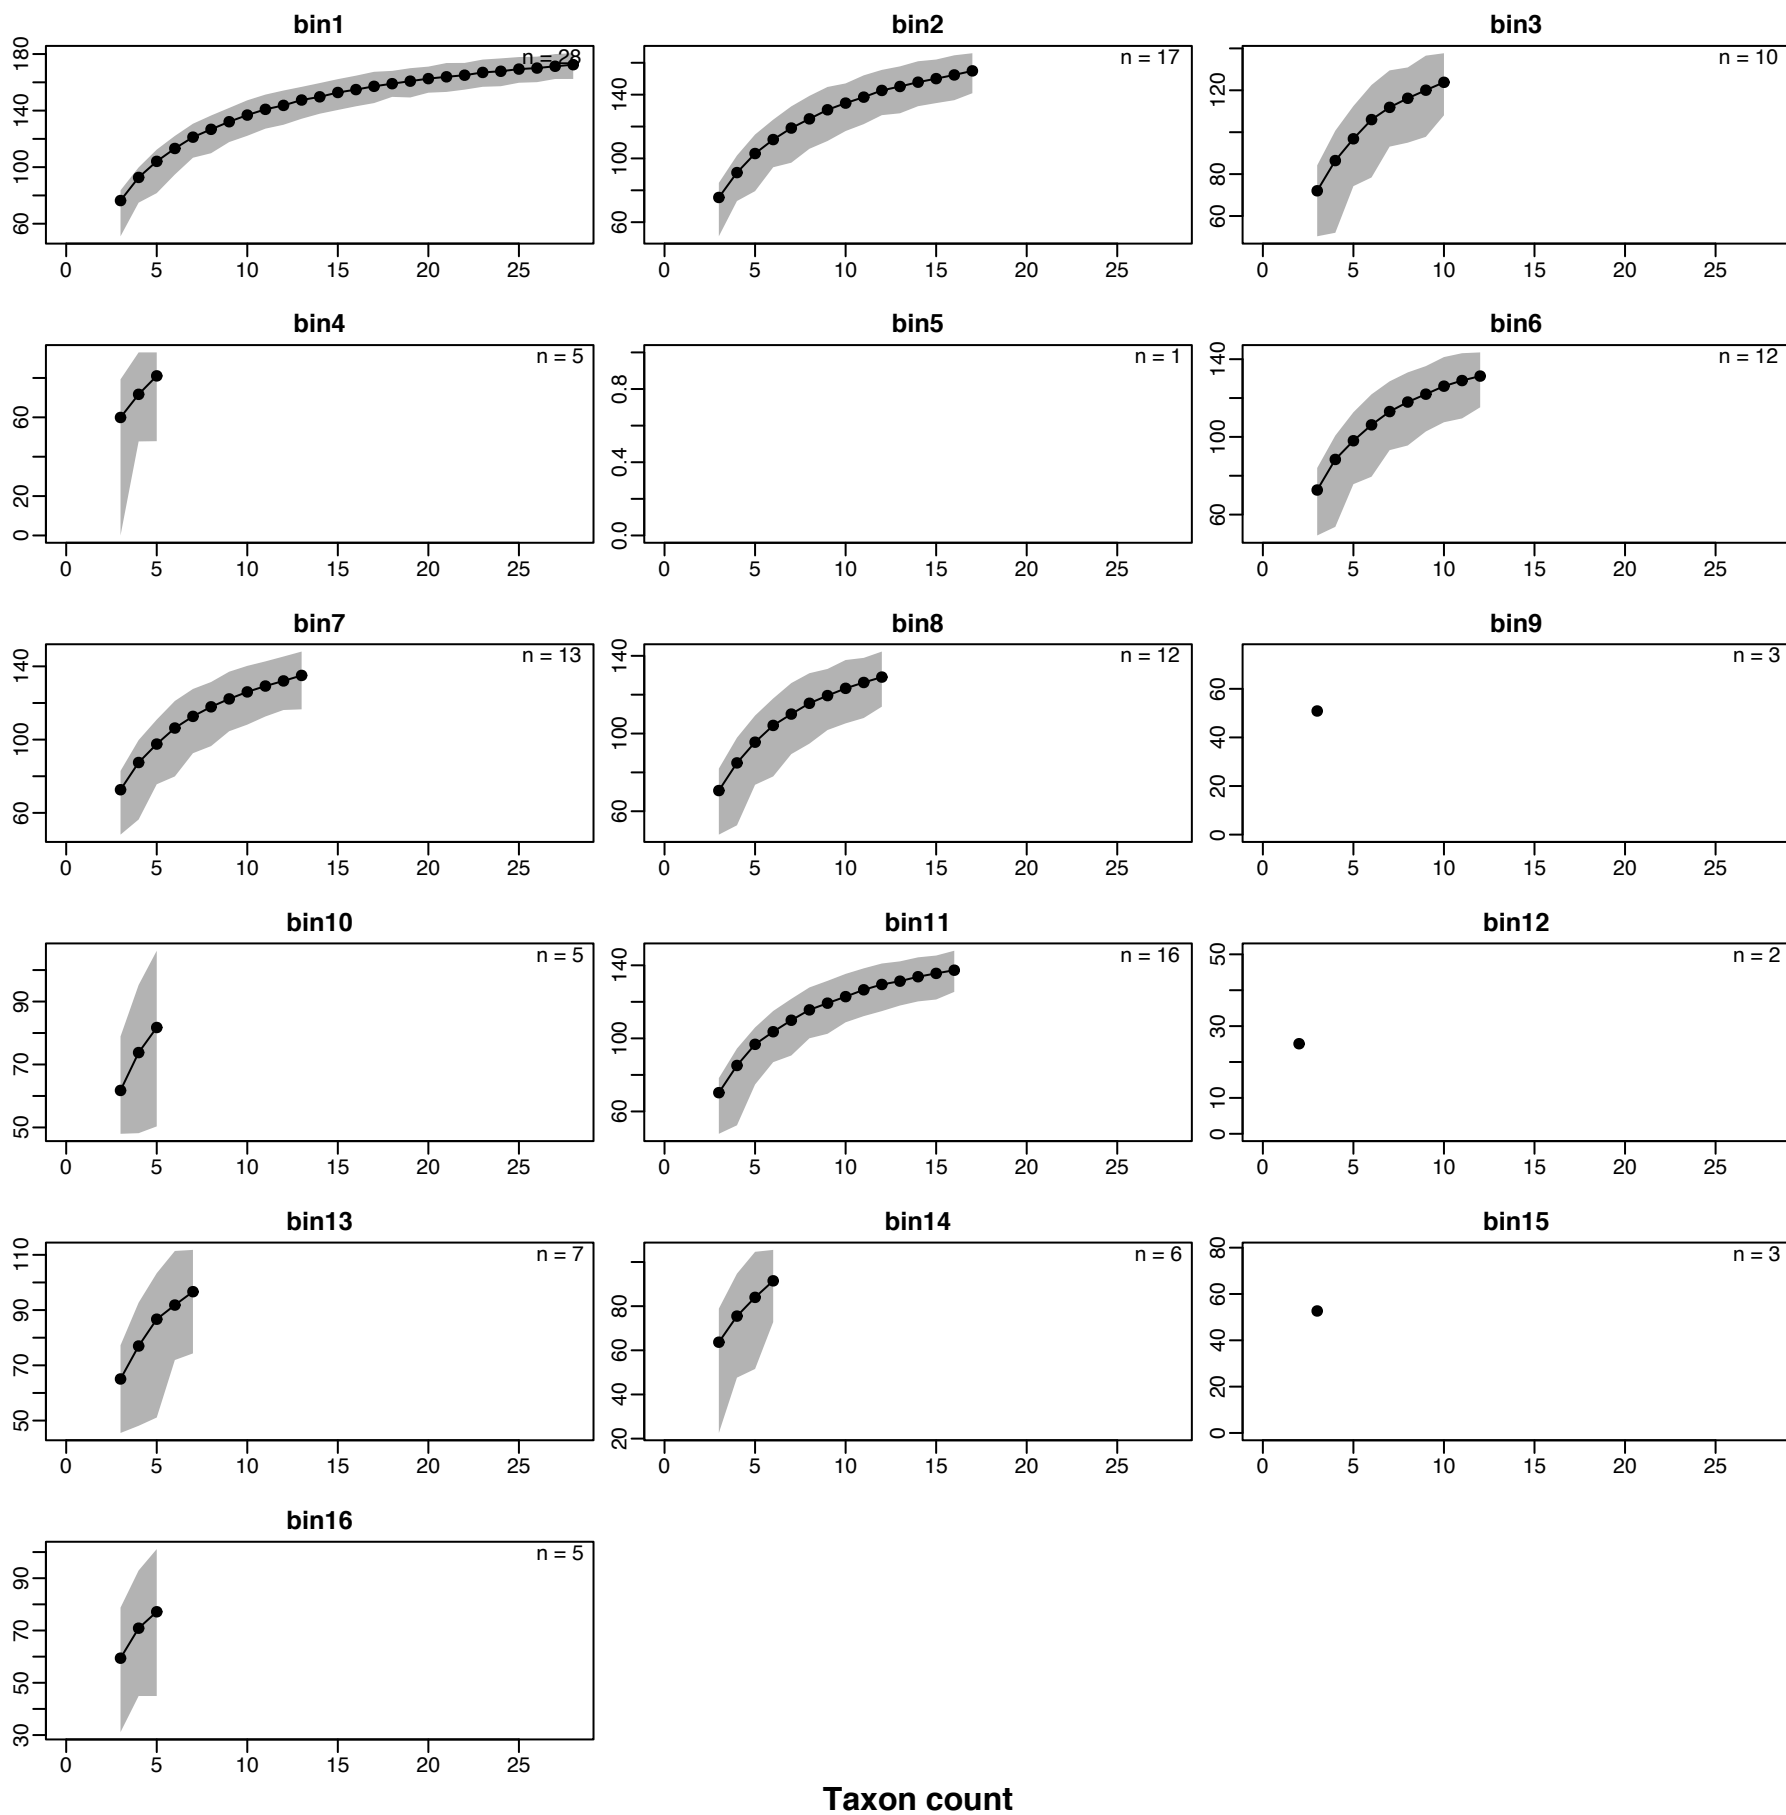 bin1
n = 28
60 100 140 180
0 5 10 15 20 25
bin2
n = 17
60 100 140
0 5 10 15 20 25
bin3
n = 10
60 80 120
0 5 10 15 20 25
bin4
n = 5
0 20 60
0 5 10 15 20 25
bin5
n = 1
0.0 0.4 0.8
0 5 10 15 20 25
bin6
n = 12
60 100 140
0 5 10 15 20 25
bin7
n = 13
60 100 140
0 5 10 15 20 25
bin8
n = 12
60 100 140
0 5 10 15 20 25
bin9
n = 3
0 20 40 60
0 5 10 15 20 25
bin10
n = 5
50 70 90
0 5 10 15 20 25
bin11
n = 16
60 100 140
0 5 10 15 20 25
bin12
n = 2
0 10 30 50
0 5 10 15 20 25
bin13
n = 7
50 70 90 110
0 5 10 15 20 25
bin14
n = 6
20 40 60 80
0 5 10 15 20 25
bin15
n = 3
0 20 40 60 80
0 5 10 15 20 25
bin16
n = 5
30 50 70 90
0 5 10 15 20 25
Taxon count